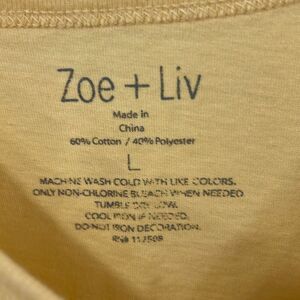 Zoe + Liv
Made in
China
60% Cotton / 40% Polyester
L
MACHINE WASH COLD WITH LIKE COLORS.
ONLY NON-CHLORINE BLEACH WHEN NEEDED.
TUMBLE DRY LOW.
COOL IRON IF NEEDED.
DO NOT IRON DECORATION.
RN#